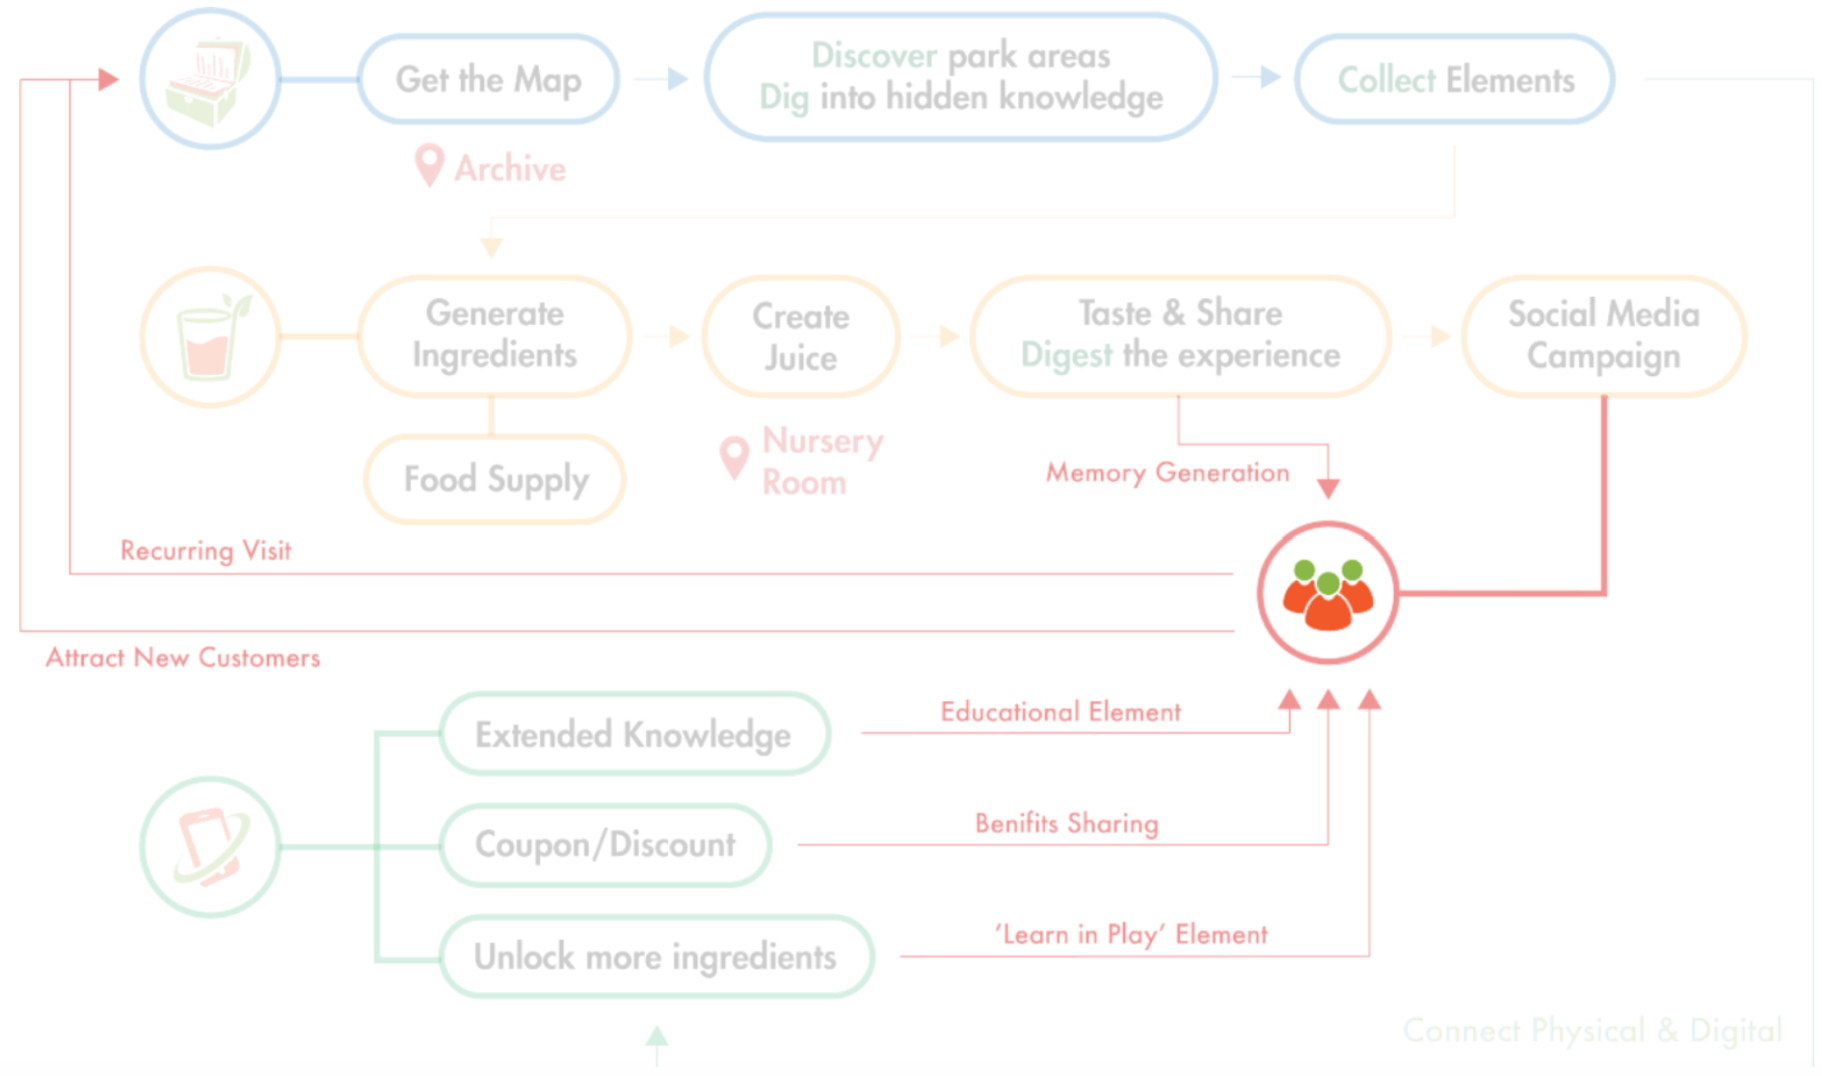 Get the Map
Discover park areas
Dig into hidden knowledge
Collect Elements
Archive
Generate
Ingredients
Create
Juice
Taste & Share
Digest the experience
Social Media
Campaign
Food Supply
Nursery
Room
Memory Generation
Recurring Visit
Attract New Customers
Extended Knowledge
Educational Element
Coupon/Discount
Benifits Sharing
Unlock more ingredients
'Learn in Play' Element
Connect Physical & Digital